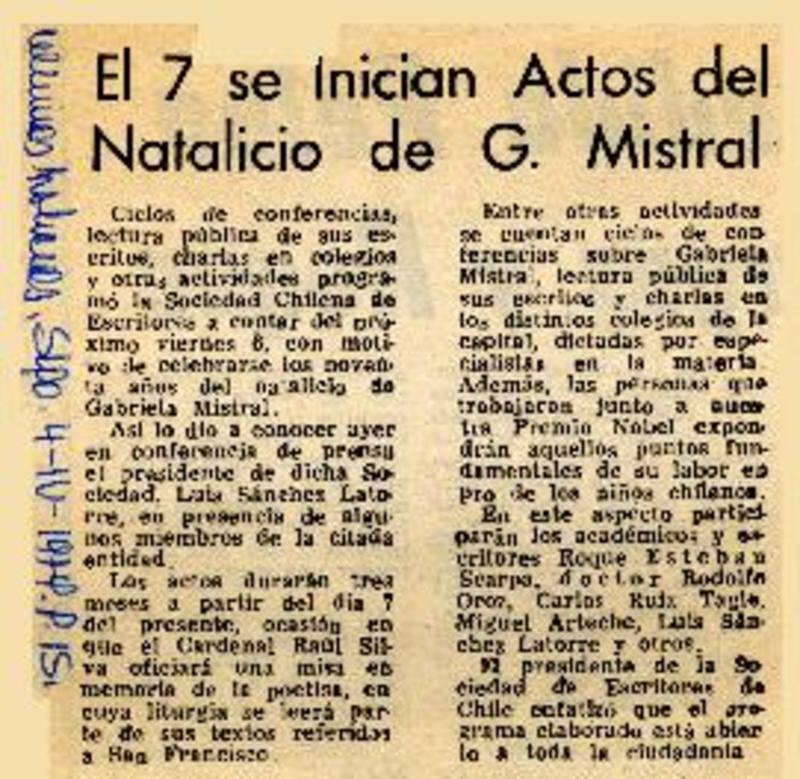 El 7 se Inician Actos del
Natalicio de G. Mistral
Ciclos de conferencias,
lectura pública de sus es-
critos, charlas en colegios
y otras actividades progra-
mó la Sociedad Chilena de
Escritores a contar del pró-
ximo viernes 6, con moti-
vo de celebrarse los noven-
ta años del natalicio de
Gabriela Mistral.
Así lo dio a conocer ayer
en conferencia de prensa
el presidente de dicha So-
ciedad, Luis Sánchez Lato-
rre, en presencia de algu-
nos miembros de la citada
entidad.
Los actos durarán tres
meses a partir del día 7
del presente, ocasión en
que el Cardenal Raúl Sil-
va oficiará una misa en
memoria de la poetisa, en
cuya liturgia se leerá par-
te de sus textos referidos
a San Francisco.
Entre otras actividades
se cuentan ciclos de con-
ferencias sobre Gabriela
Mistral, lectura pública de
sus escritos y charlas en
los distintos colegios de la
capital, dictadas por espe-
cialistas en la materia.
Además, las personas que
trabajaron junto a nues-
tra Premio Nobel expon-
drán aquellos puntos fun-
damentales de su labor en
pro de los niños chilenos.
En este aspecto partici-
parán los académicos y es-
critores Roque Esteban
Scarpa, doctor Rodolfo
Oroz, Carlos Ruiz Tagle,
Miguel Arteche, Luis Sán-
chez Latorre y otros.
El presidente de la So-
ciedad de Escritores de
Chile enfatizó que el pro-
grama elaborado está abier-
to a toda la ciudadanía
Stgo. 4-IV-1979. P 15.